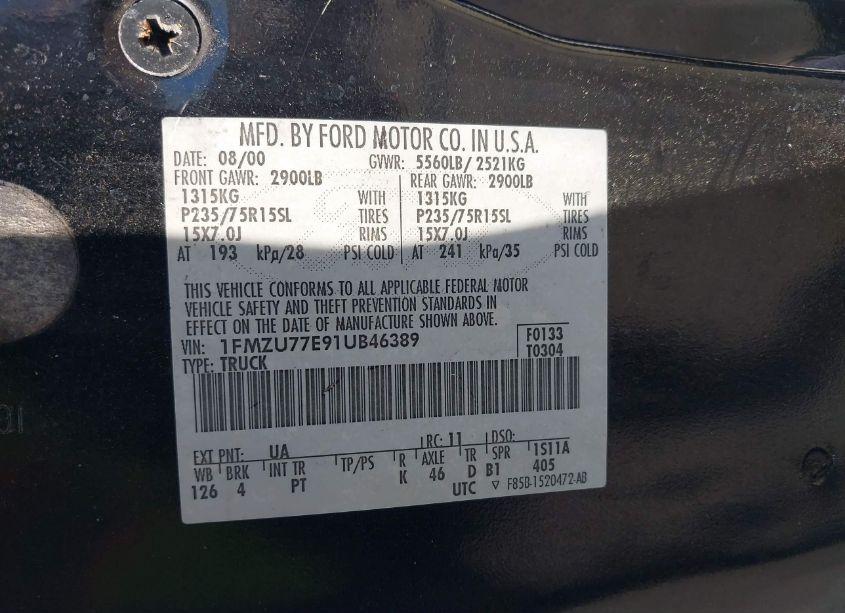 MFD. BY FORD MOTOR CO. IN U.S.A.
DATE: 08/00 GVWR: 5560LB/ 2521KG
FRONT GAWR: 2900LB REAR GAWR: 2900LB
1315KG WITH 1315KG WITH
P235/75R15SL TIRES P235/75R15SL TIRES
15X7.0J RIMS 15X7.0J RIMS
AT 193 kPa/28 PSI COLD AT 241 kPa/35 PSI COLD
THIS VEHICLE CONFORMS TO ALL APPLICABLE FEDERAL MOTOR
VEHICLE SAFETY AND THEFT PREVENTION STANDARDS IN
EFFECT ON THE DATE OF MANUFACTURE SHOWN ABOVE.
VIN: 1FMZU77E91UB46389 F0133
TYPE: TRUCK T0304
EXT PNT: UA RC: 11 DSO:
WB BRK INT TR TP/PS R AXLE TR SPR 1S11A
126 4 PT K 46 D B1 405
UTC F85B-1520472-AB